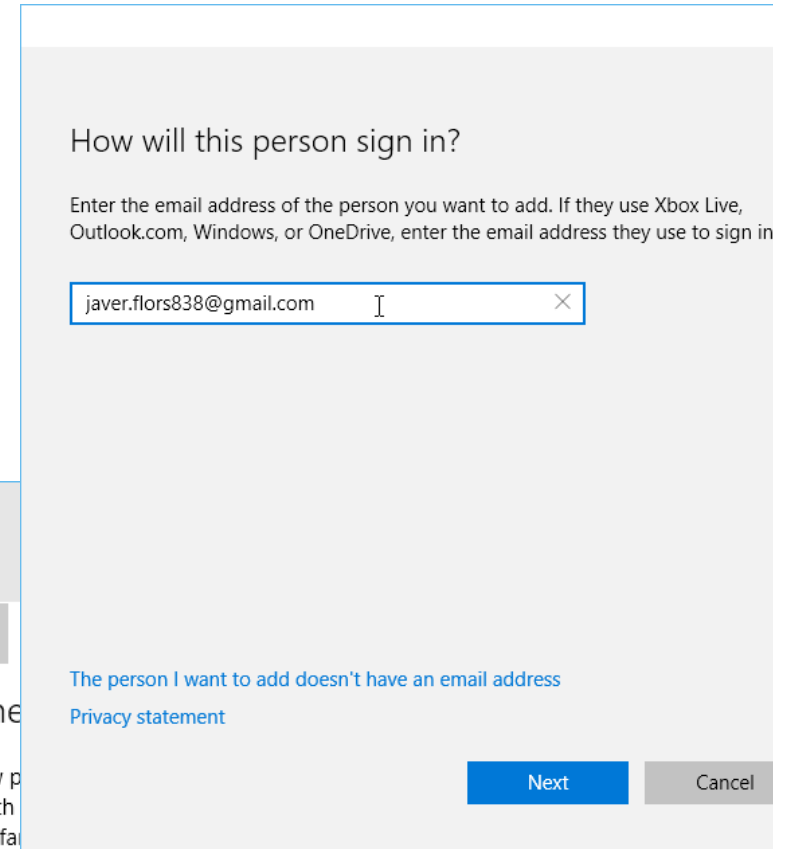 How will this person sign in?
Enter the email address of the person you want to add. If they use Xbox Live,
Outlook.com, Windows, or OneDrive, enter the email address they use to sign in
javer.flors838@gmail.com
The person I want to add doesn't have an email address
Privacy statement
Next
Cancel